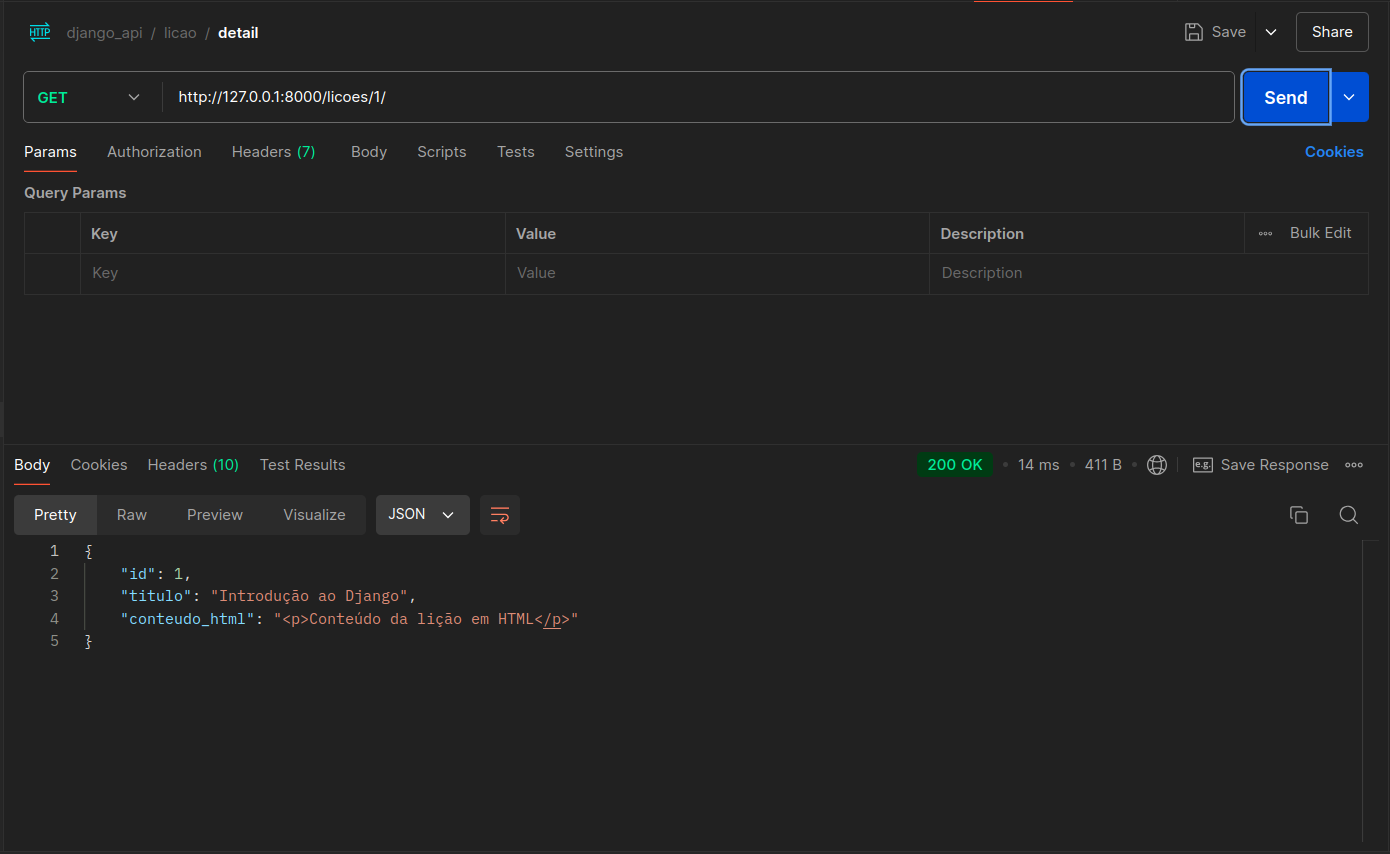 HTTP django_api / licao / detail Save Share
GET http://127.0.0.1:8000/licoes/1/ Send
Params Authorization Headers (7) Body Scripts Tests Settings Cookies
Query Params
Key Value Description Bulk Edit
Key Value Description
Body Cookies Headers (10) Test Results 200 OK • 14 ms • 411 B • e.g. Save Response
Pretty Raw Preview Visualize JSON
1 {
2 "id": 1,
3 "titulo": "Introdução ao Django",
4 "conteudo_html": "<p>Conteúdo da lição em HTML</p>"
5 }